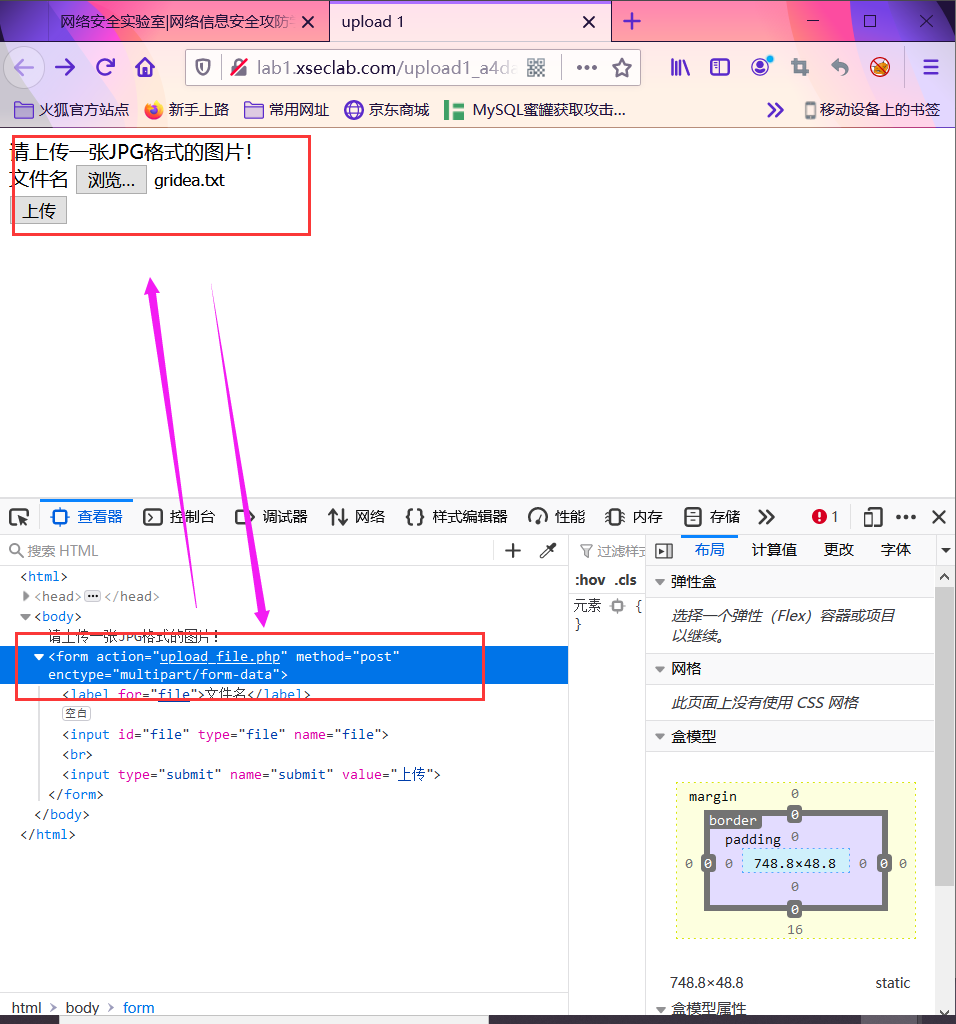 网络安全实验室|网络信息安全攻防
upload 1
lab1.xseclab.com/upload1_a4da
火狐官方站点
新手上路
常用网址
京东商城
MySQL蜜罐获取攻击...
移动设备上的书签
请上传一张JPG格式的图片！
文件名 浏览... gridea.txt
上传
查看器
控制台
调试器
网络
样式编辑器
性能
内存
存储
1
搜索 HTML
<html>
<head> ... </head>
<body>
请上传一张JPG格式的图片！
<form action="upload_file.php" method="post"
enctype="multipart/form-data">
<label for="file">文件名</label>
空白
<input id="file" type="file" name="file">
<br>
<input type="submit" name="submit" value="上传">
</form>
</body>
</html>
html > body > form
过滤样式
:hov .cls
元素 {
}
布局
计算值
更改
字体
弹性盒
选择一个弹性（Flex）容器或项目
以继续。
网格
此页面上没有使用 CSS 网格
盒模型
margin 0
border 0
padding 0
0 0 0 748.8×48.8 0 0 0
0
0
16
748.8×48.8 static
盒模型属性